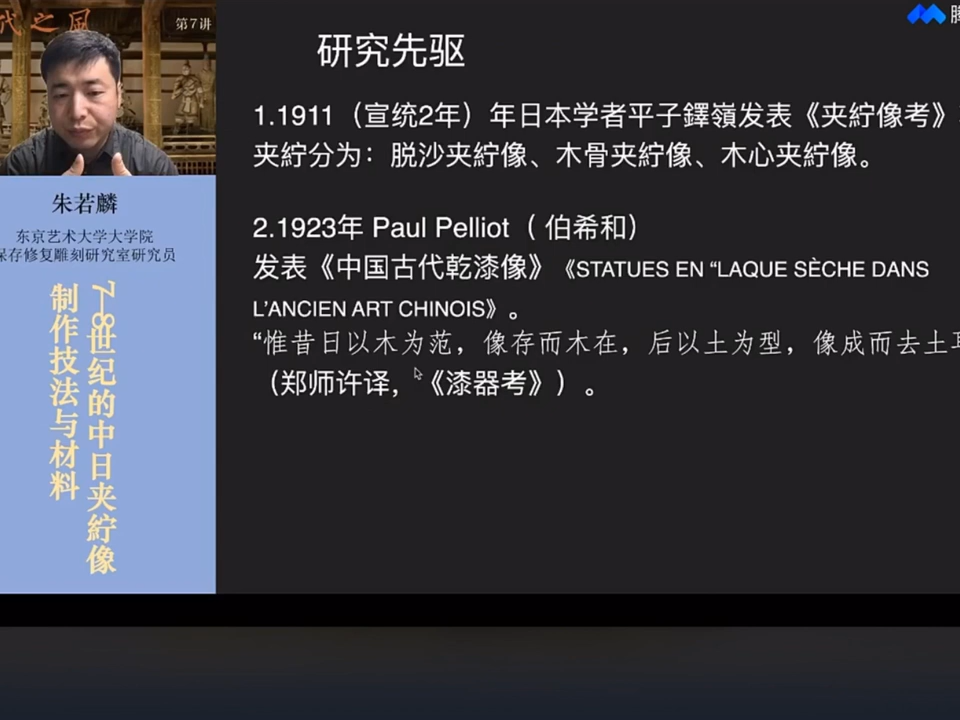 代之風
第7讲
朱若麟
东京艺术大学大学院
保存修复雕刻研究室研究员
7—8世纪的中日夹紵像
制作技法与材料
研究先驱
1.1911（宣统2年）年日本学者平子鐸嶺发表《夹紵像考》
夹紵分为：脱沙夹紵像、木骨夹紵像、木心夹紵像。
2.1923年 Paul Pelliot（ 伯希和）
发表《中国古代乾漆像》《STATUES EN “LAQUE SÈCHE DANS
L’ANCIEN ART CHINOIS》。
“惟昔日以木为范，像存而木在，后以土为型，像成而去土
（郑师许译，《漆器考》）。